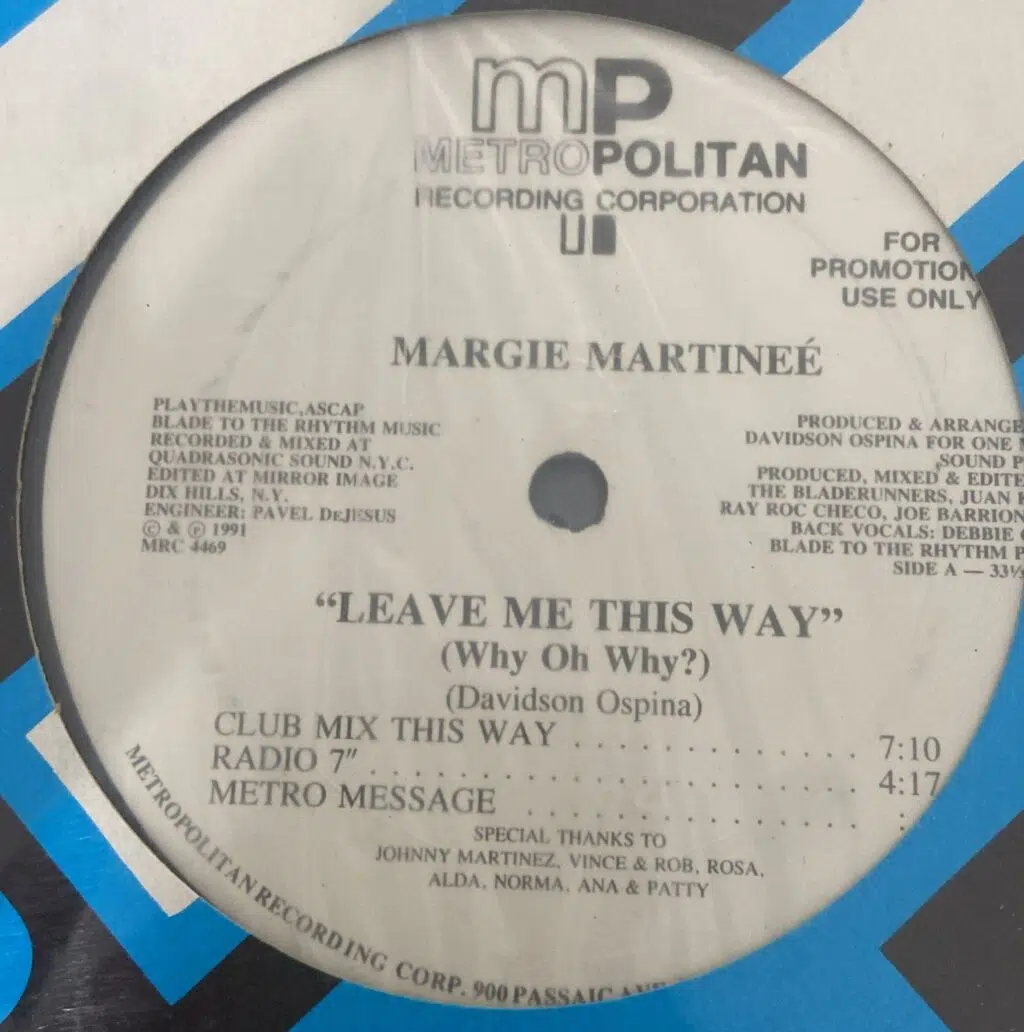 mP
METROPOLITAN
RECORDING CORPORATION
FOR
PROMOTION
USE ONLY
MARGIE MARTINEÉ
PLAYTHEMUSIC,ASCAP
BLADE TO THE RHYTHM MUSIC
RECORDED & MIXED AT
QUADRASONIC SOUND N.Y.C.
EDITED AT MIRROR IMAGE
DIX HILLS, N.Y.
ENGINEER: PAVEL DeJESUS
© & ℗ 1991
MRC 4469
PRODUCED & ARRANGE
DAVIDSON OSPINA FOR ONE
SOUND
PRODUCED, MIXED & EDITE
THE BLADERUNNERS, JUAN
RAY ROC CHECO, JOE BARRION
BACK VOCALS: DEBBIE
BLADE TO THE RHYTHM
SIDE A — 33⅓
“LEAVE ME THIS WAY”
(Why Oh Why?)
(Davidson Ospina)
CLUB MIX THIS WAY . . . . . . . . . . . . . . 7:10
RADIO 7″ . . . . . . . . . . . . . . . . . . . . . . . 4:17
METRO MESSAGE . . . . . . . . . . . . . . . . :
SPECIAL THANKS TO
JOHNNY MARTINEZ, VINCE & ROB, ROSA,
ALDA, NORMA, ANA & PATTY
METROPOLITAN RECORDING CORP. 900 PASSAIC AVE